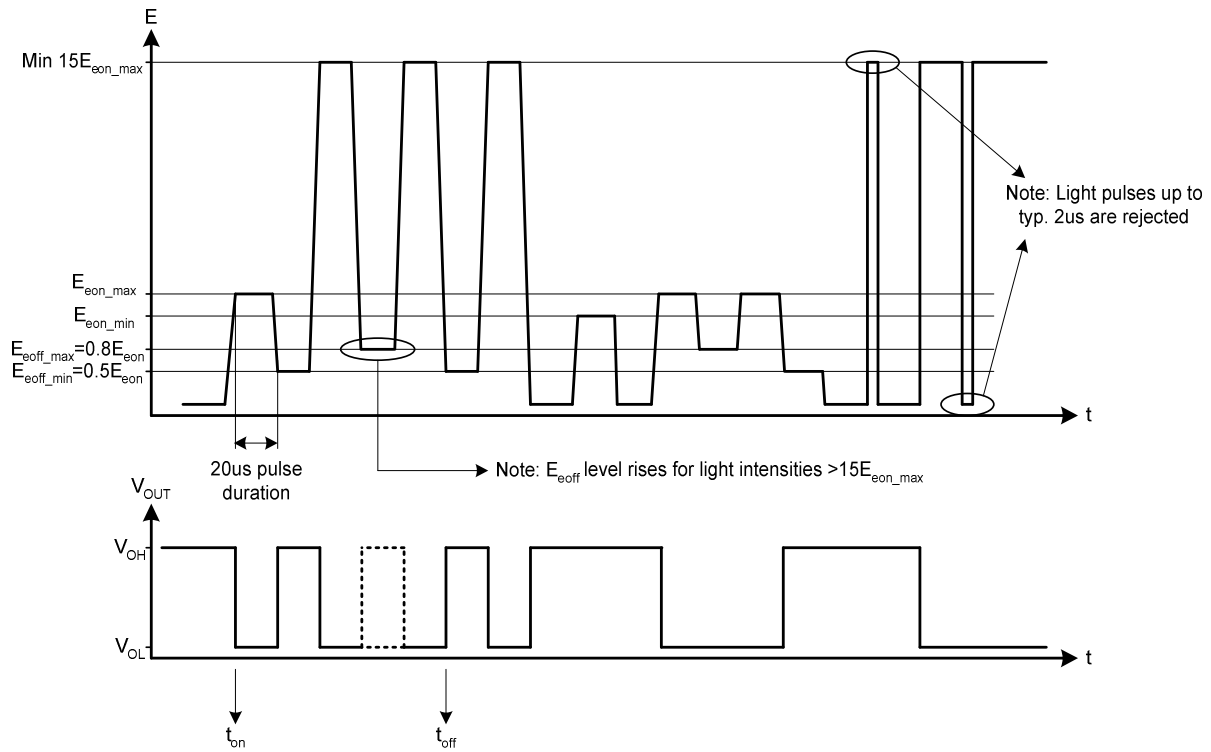 E
Min 15E_eon_max
Note: Light pulses up to
typ. 2us are rejected
E_eon_max
E_eon_min
E_eoff_max=0.8E_eon
E_eoff_min=0.5E_eon
t
20us pulse
duration
Note: E_eoff level rises for light intensities >15E_eon_max
V_OUT
V_OH
V_OL
t
t_on
t_off